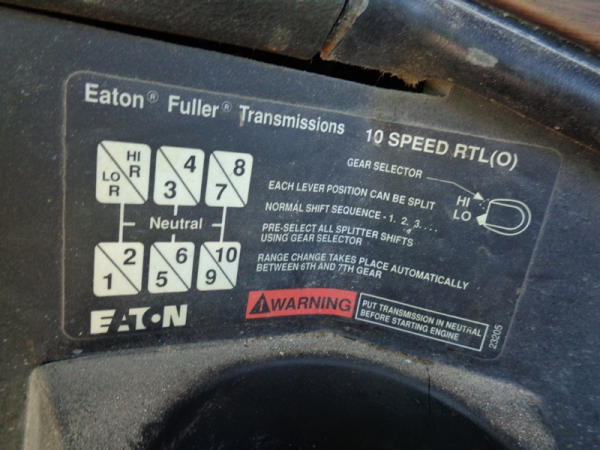 Eaton® Fuller® Transmissions 10 SPEED RTL(O)
HI R 4 8
LO R 3 7
Neutral
2 6 10
1 5 9
EATON
GEAR SELECTOR
HI
LO
EACH LEVER POSITION CAN BE SPLIT
NORMAL SHIFT SEQUENCE - 1, 2, 3....
PRE-SELECT ALL SPLITTER SHIFTS
USING GEAR SELECTOR
RANGE CHANGE TAKES PLACE AUTOMATICALLY
BETWEEN 6TH AND 7TH GEAR
WARNING
PUT TRANSMISSION IN NEUTRAL
BEFORE STARTING ENGINE
23205